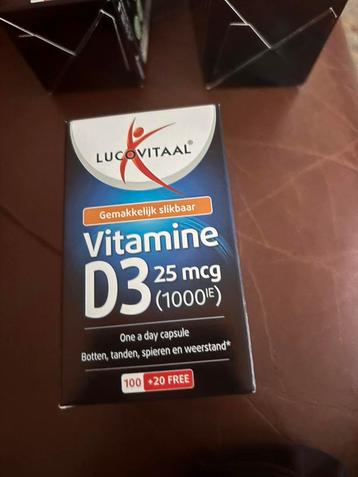 LUCOVITAAL®
Gemakkelijk slikbaar
Vitamine
D3 25 mcg
(1000IE)
One a day capsule
Botten, tanden, spieren en weerstand*
100 +20 FREE